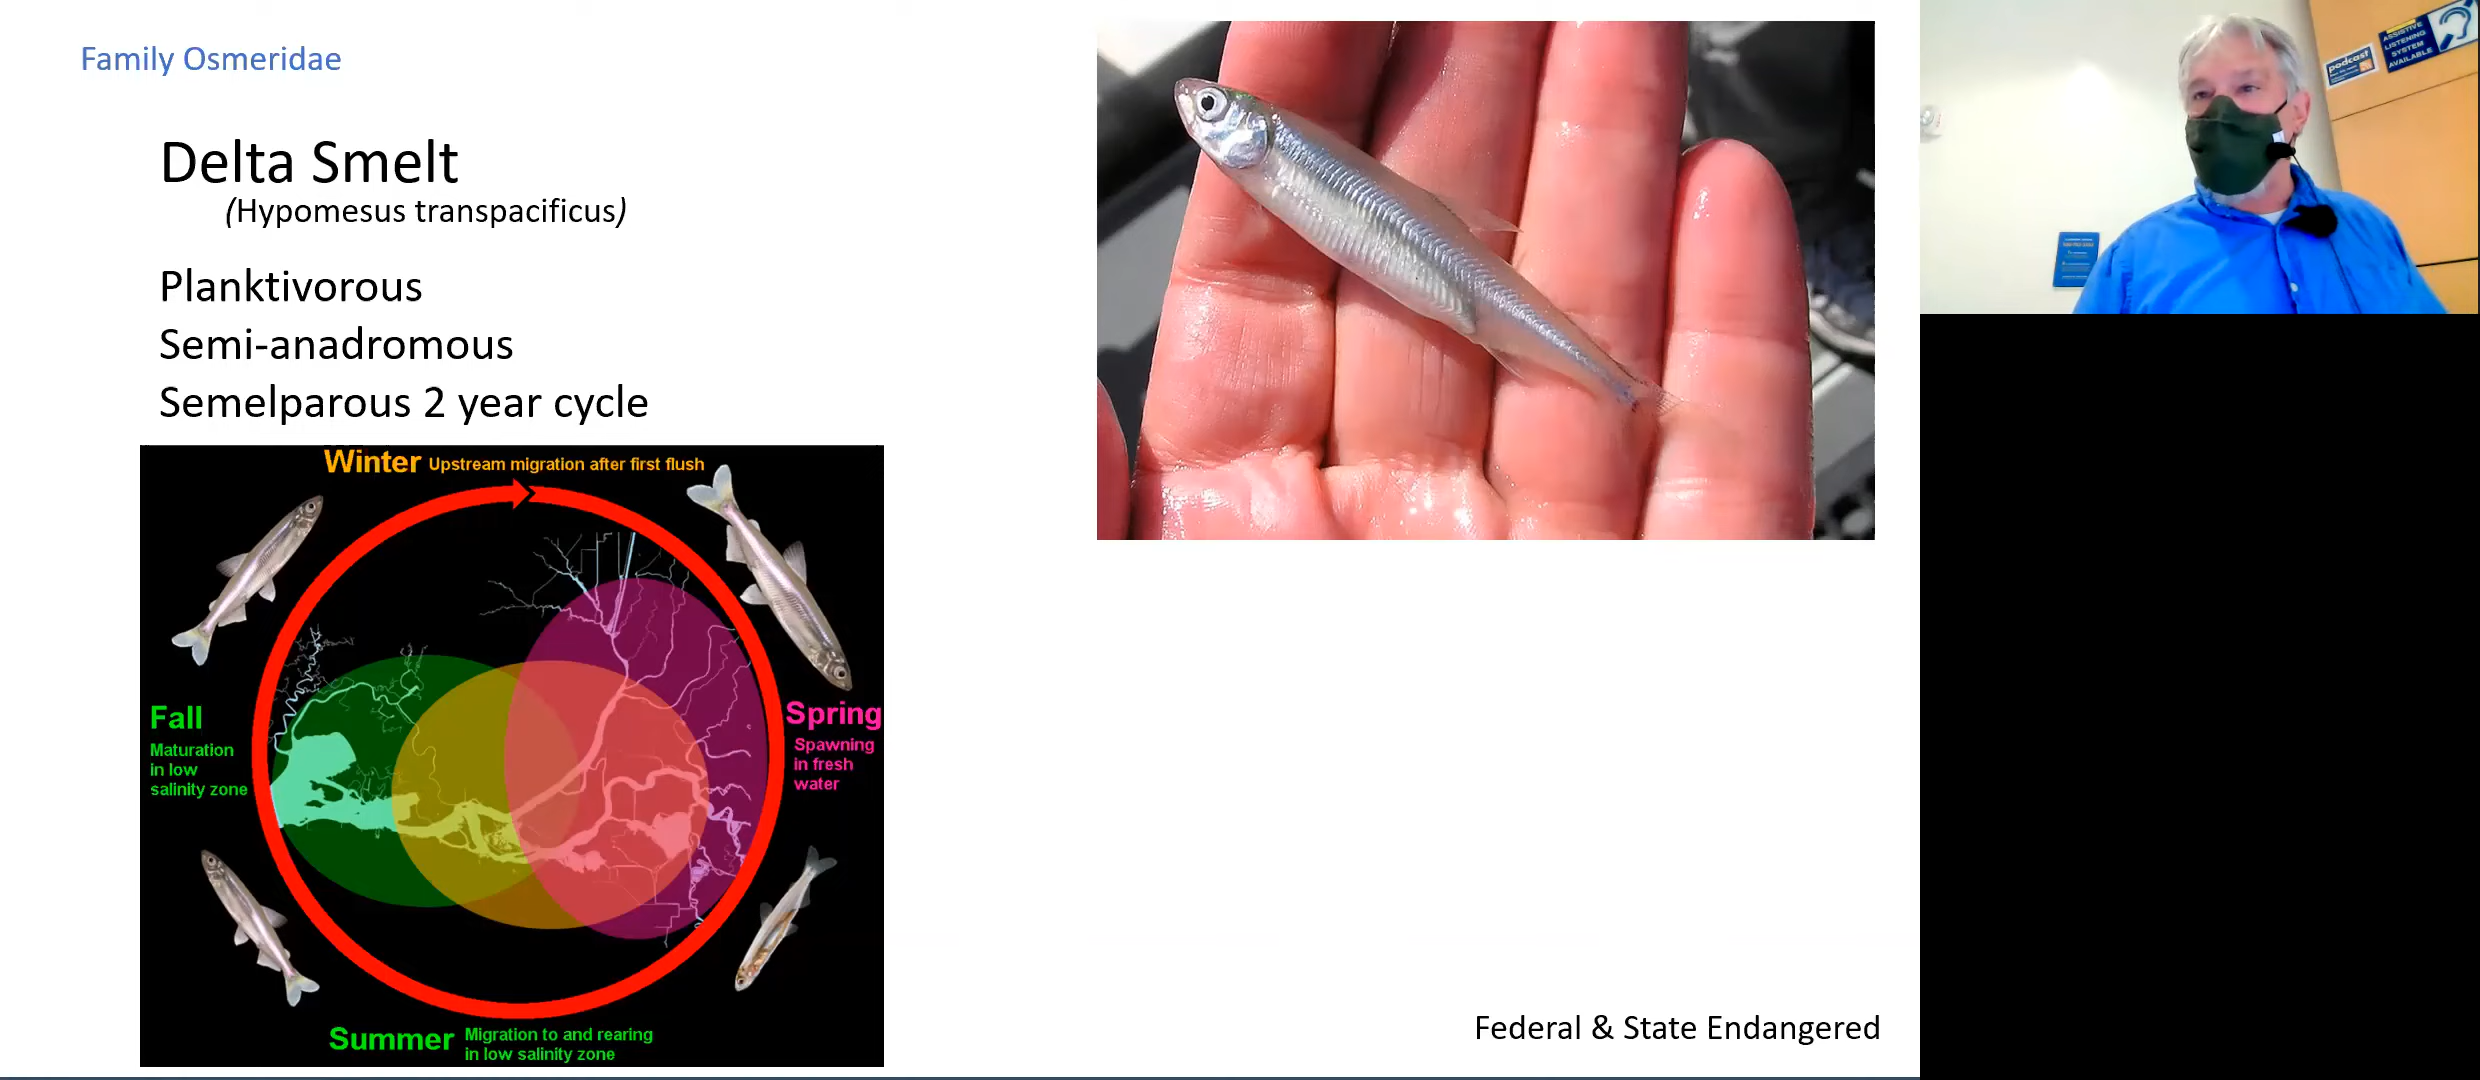 Family Osmeridae
Delta Smelt
(Hypomesus transpacificus)
Planktivorous
Semi-anadromous
Semelparous 2 year cycle
Winter Upstream migration after first flush
Fall
Maturation
in low
salinity zone
Spring
Spawning
in fresh
water
Summer Migration to and rearing
in low salinity zone
Federal & State Endangered
podcast
ASSISTIVE
LISTENING
SYSTEM
AVAILABLE